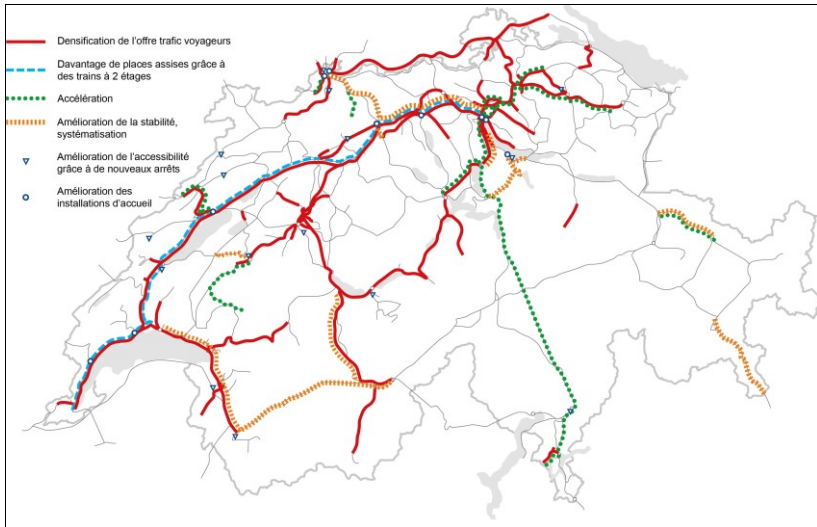 Densification de l'offre trafic voyageurs
Davantage de places assises grâce à
des trains à 2 étages
Accélération
Amélioration de la stabilité,
systématisation
Amélioration de l'accessibilité
grâce à de nouveaux arrêts
Amélioration des
installations d'accueil